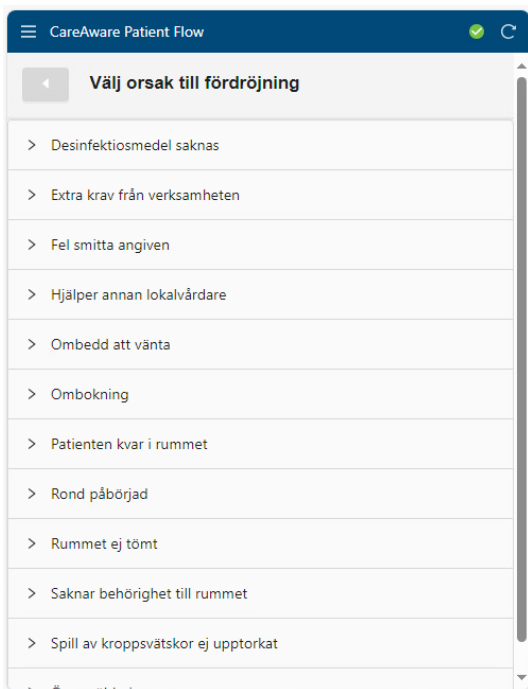 CareAware Patient Flow
Välj orsak till fördröjning
Desinfektiosmedel saknas
Extra krav från verksamheten
Fel smitta angiven
Hjälper annan lokalvårdare
Ombedd att vänta
Ombokning
Patienten kvar i rummet
Rond påbörjad
Rummet ej tömt
Saknar behörighet till rummet
Spill av kroppsvätskor ej upptorkat